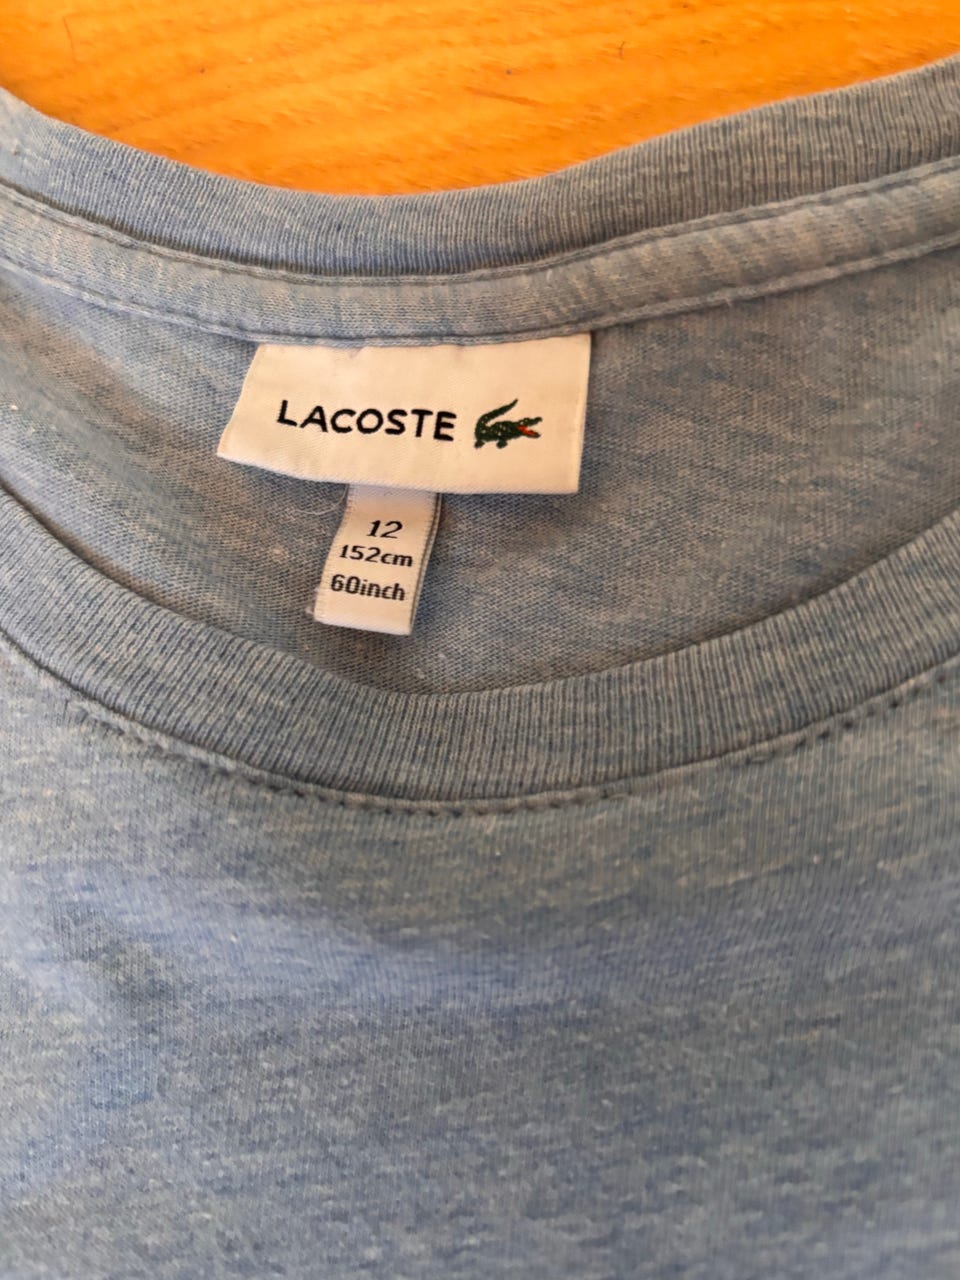 LACOSTE
12
152cm
60inch